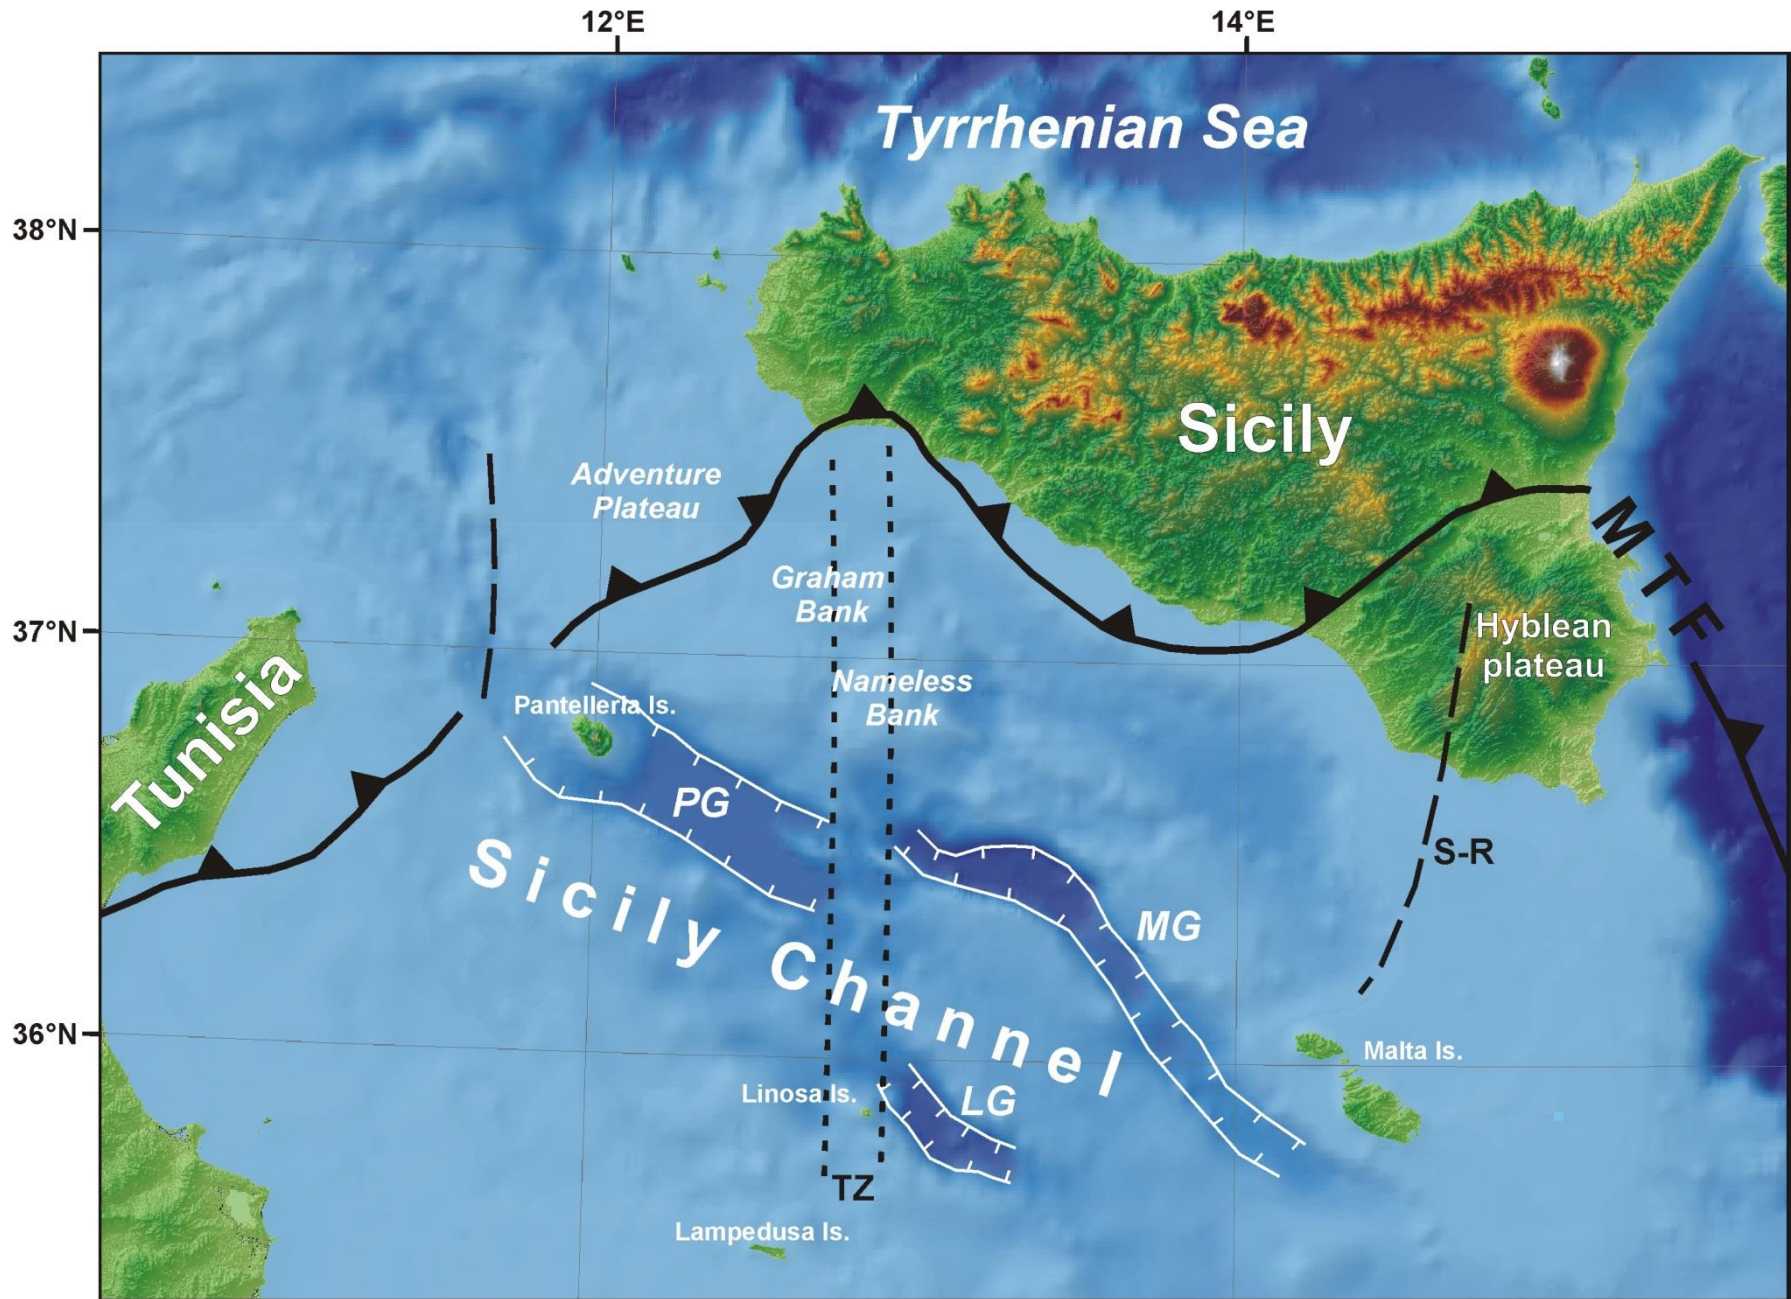 12°E
14°E
Tyrrhenian Sea
38°N
Sicily
Adventure
Plateau
MTF
Graham
Bank
37°N
Hyblean
plateau
Tunisia
Nameless
Bank
Pantelleria Is.
PG
S-R
Sicily Channel
MG
36°N
Malta Is.
Linosa Is.
LG
TZ
Lampedusa Is.